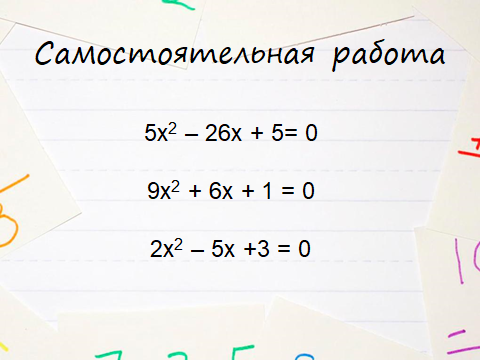 Самостоятельная работа
5x² – 26x + 5= 0
9x² + 6x + 1 = 0
2x² – 5x +3 = 0